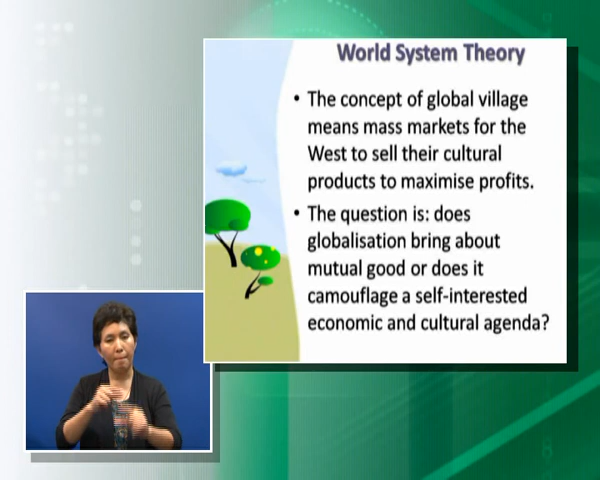 World System Theory
• The concept of global village
means mass markets for the
West to sell their cultural
products to maximise profits.
• The question is: does
globalisation bring about
mutual good or does it
camouflage a self-interested
economic and cultural agenda?